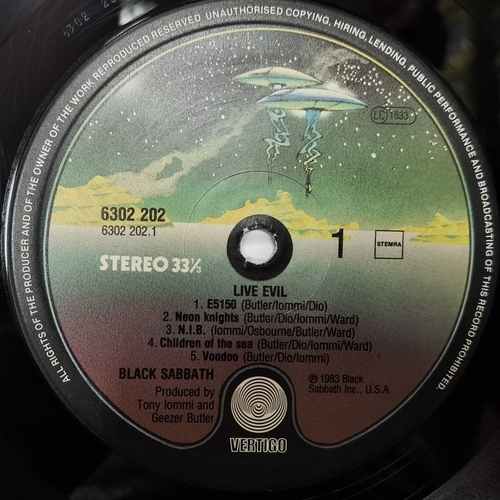 ALL RIGHTS OF THE PRODUCER AND OF THE OWNER OF THE WORK REPRODUCED RESERVED UNAUTHORISED COPYING, HIRING, LENDING, PUBLIC PERFORMANCE AND BROADCASTING OF THIS RECORD PROHIBITED.
LC 1633
6302 202
6302 202.1
1
STEMRA
STEREO 33⅓
LIVE EVIL
1. E5150 (Butler/Iommi/Dio)
2. Neon knights (Butler/Dio/Iommi/Ward)
3. N.I.B. (Iommi/Osbourne/Butler/Ward)
4. Children of the sea (Butler/Dio/Iommi/Ward)
5. Voodoo (Butler/Dio/Iommi)
BLACK SABBATH
Produced by
Tony Iommi and
Geezer Butler
℗ 1983 Black
Sabbath Inc., U.S.A.
VERTIGO